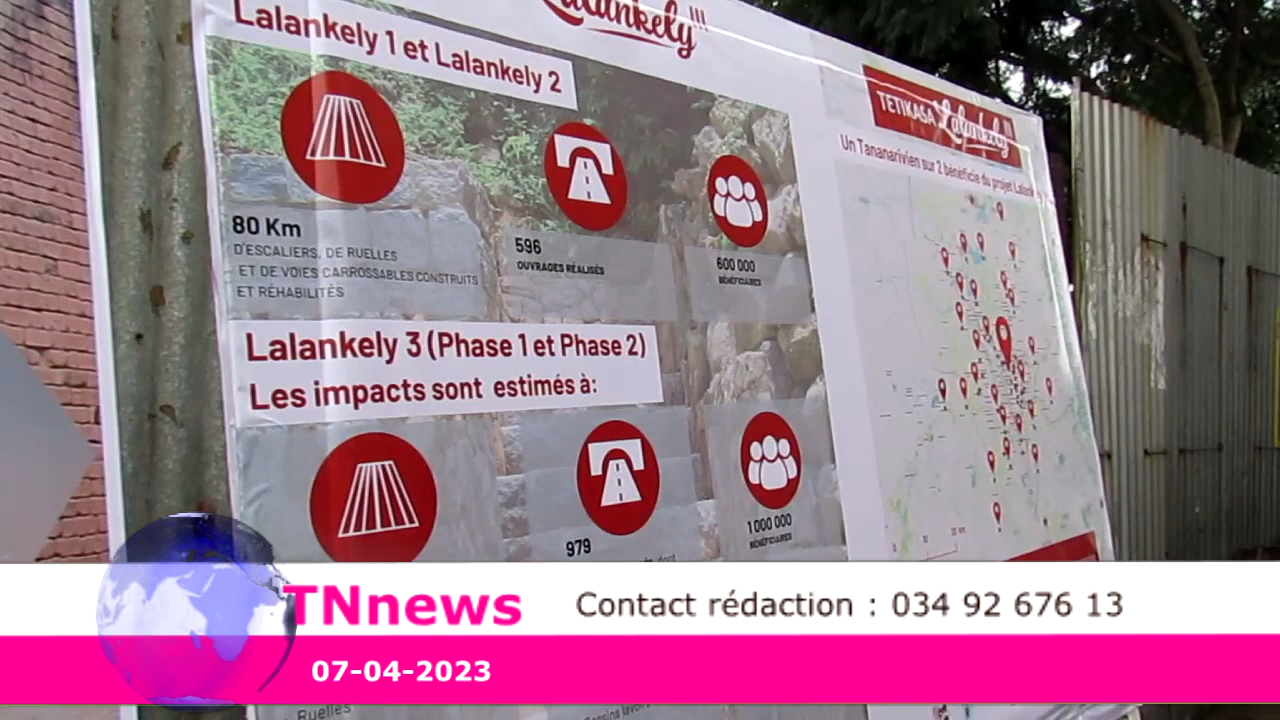 Lalankely!!!
Lalankely 1 et Lalankely 2
80 Km
D'ESCALIERS, DE RUELLES
ET DE VOIES CARROSSABLES CONSTRUITS
ET RÉHABILITÉS
596
OUVRAGES RÉALISÉS
600 000
BÉNÉFICIAIRES
Lalankely 3 (Phase 1 et Phase 2)
Les impacts sont estimés à:
979
dont
1 000 000
BÉNÉFICIAIRES
Ruelles
TETIKASA Lalankely!!!
Un Tananarivien sur 2 bénéficie du projet
TNnews
Contact rédaction : 034 92 676 13
07-04-2023